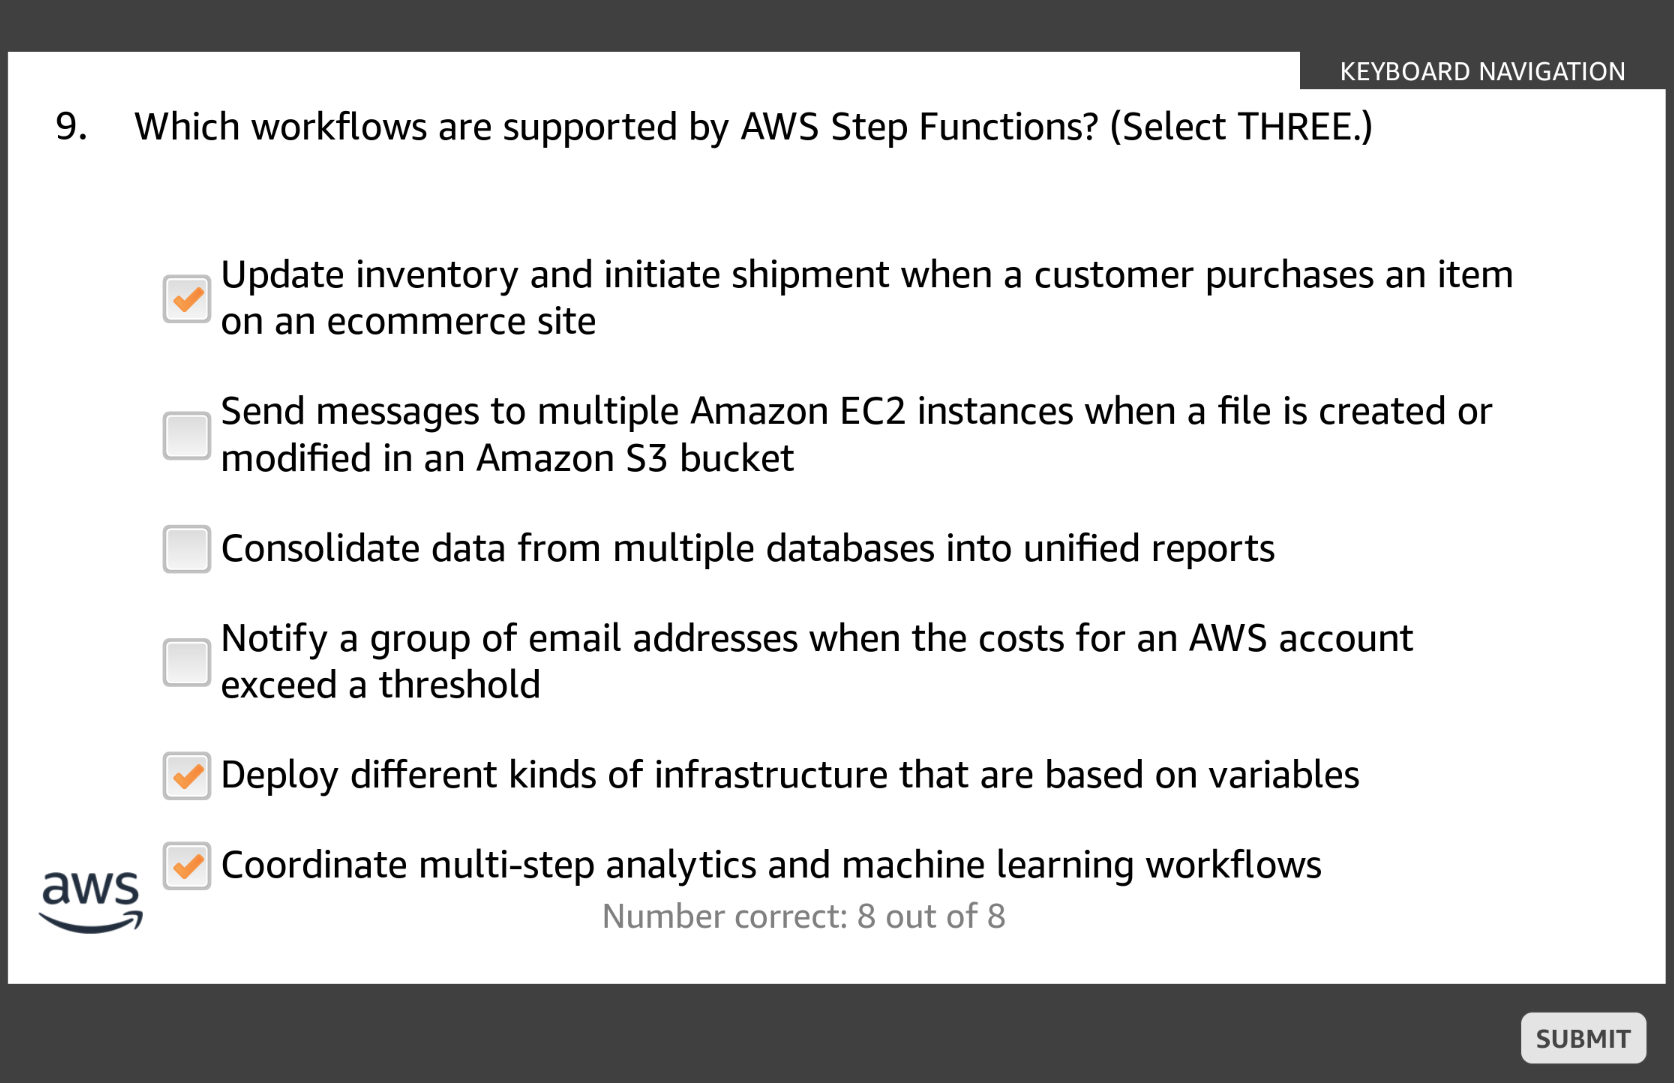 KEYBOARD NAVIGATION
9. Which workflows are supported by AWS Step Functions? (Select THREE.)
Update inventory and initiate shipment when a customer purchases an item
on an ecommerce site
Send messages to multiple Amazon EC2 instances when a file is created or
modified in an Amazon S3 bucket
Consolidate data from multiple databases into unified reports
Notify a group of email addresses when the costs for an AWS account
exceed a threshold
Deploy different kinds of infrastructure that are based on variables
Coordinate multi-step analytics and machine learning workflows
aws
Number correct: 8 out of 8
SUBMIT